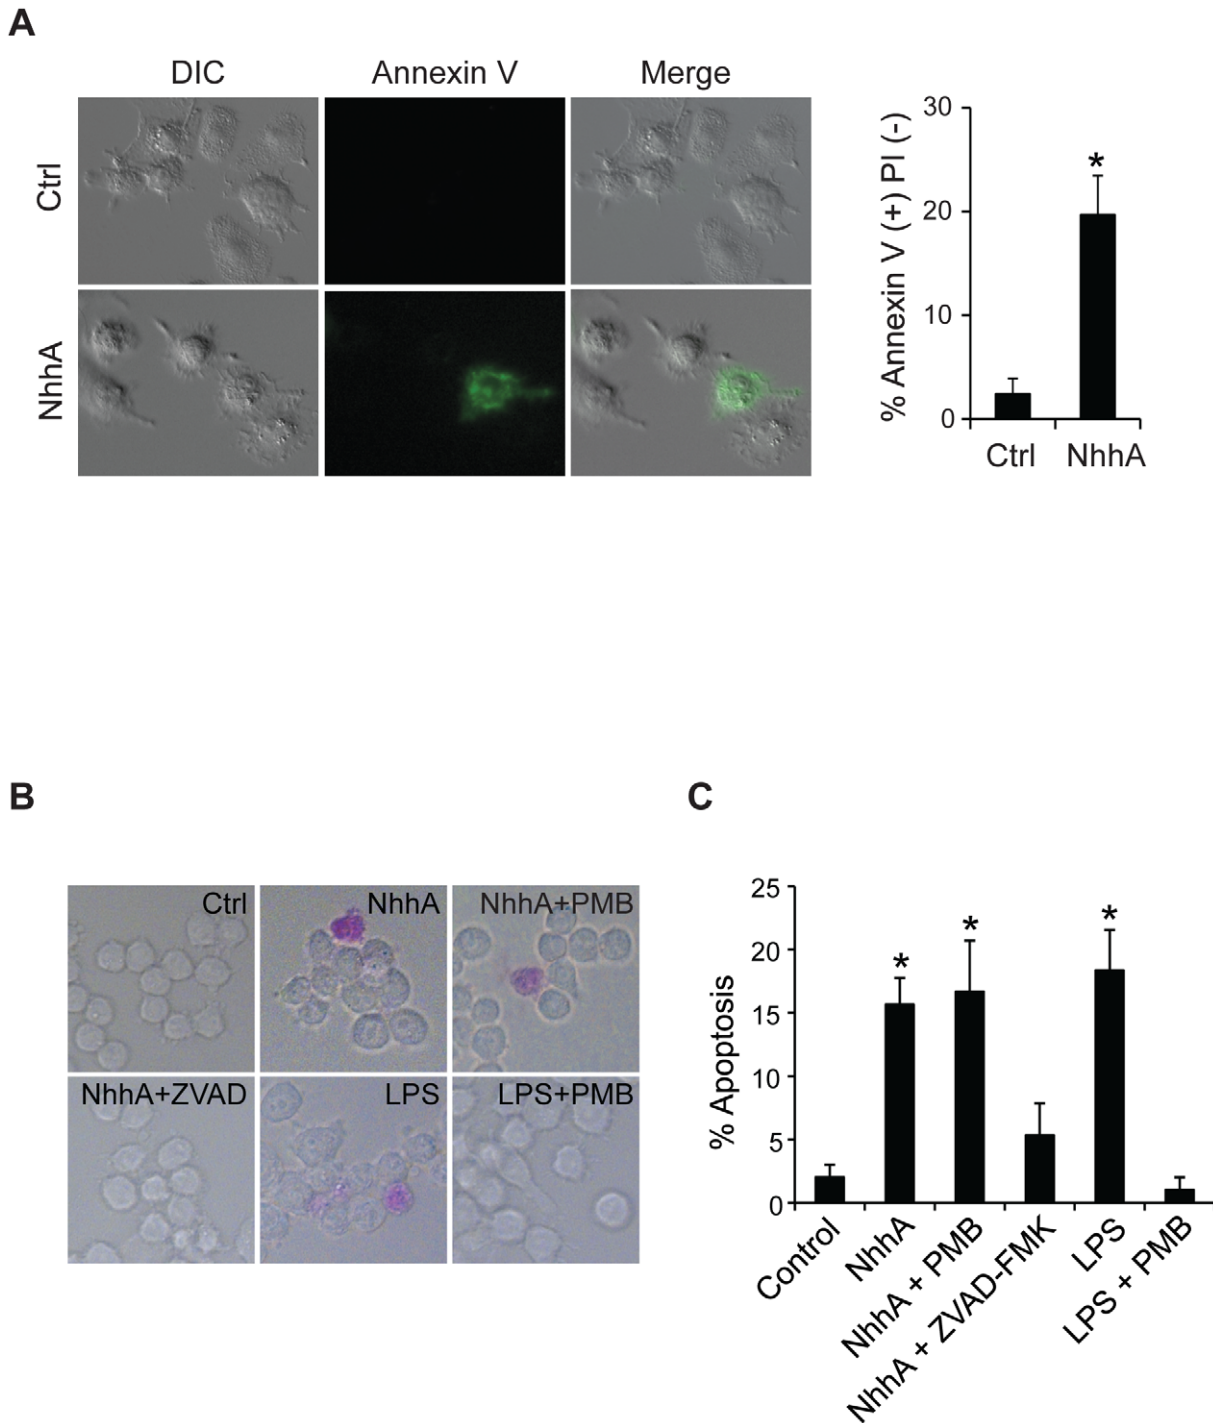 A
DIC Annexin V Merge
Ctrl
NhhA
% Annexin V (+) PI (-)
30
20
10
0
*
Ctrl NhhA
B
Ctrl NhhA NhhA+PMB
NhhA+ZVAD LPS LPS+PMB
C
% Apoptosis
25
20
15
10
5
0
* * *
Control
NhhA
NhhA + PMB
NhhA + ZVAD-FMK
LPS
LPS + PMB